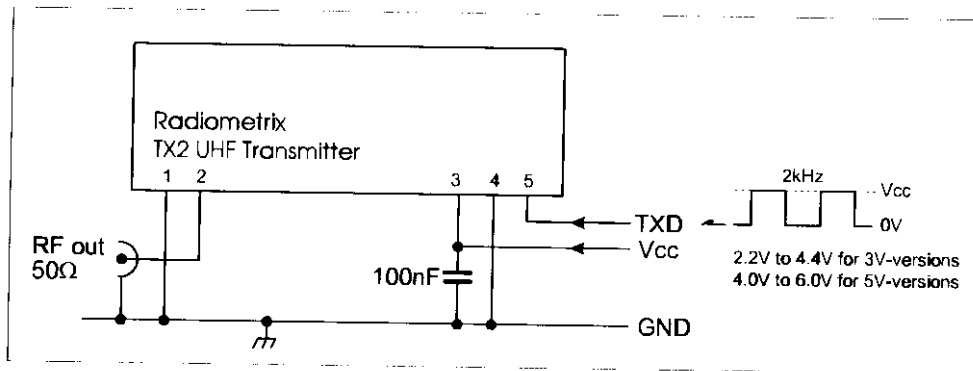 Radiometrix
TX2 UHF Transmitter
1 2 3 4 5
2kHz
Vcc
0V
TXD
Vcc
RF out
50Ω
100nF
2.2V to 4.4V for 3V-versions
4.0V to 6.0V for 5V-versions
GND